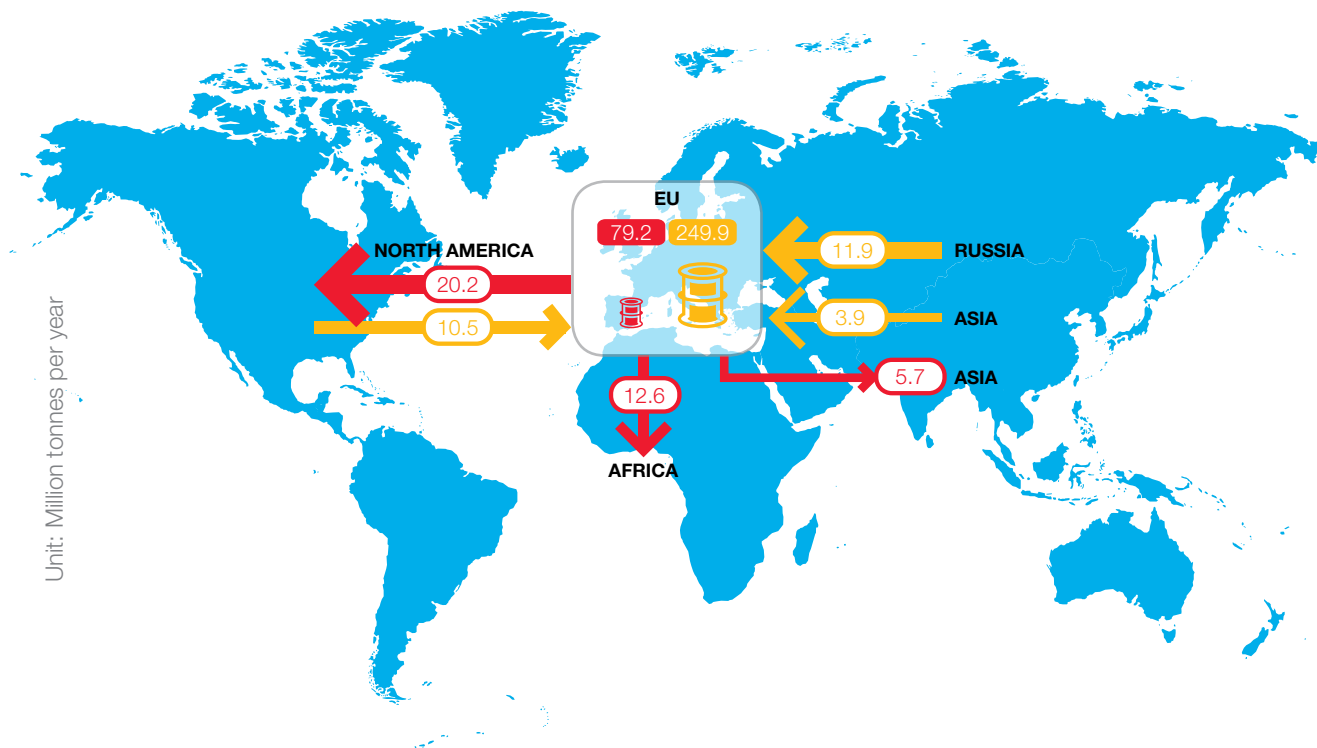 EU
79.2 249.9
NORTH AMERICA
20.2
10.5
11.9 RUSSIA
3.9 ASIA
5.7 ASIA
12.6
AFRICA
Unit: Million tonnes per year